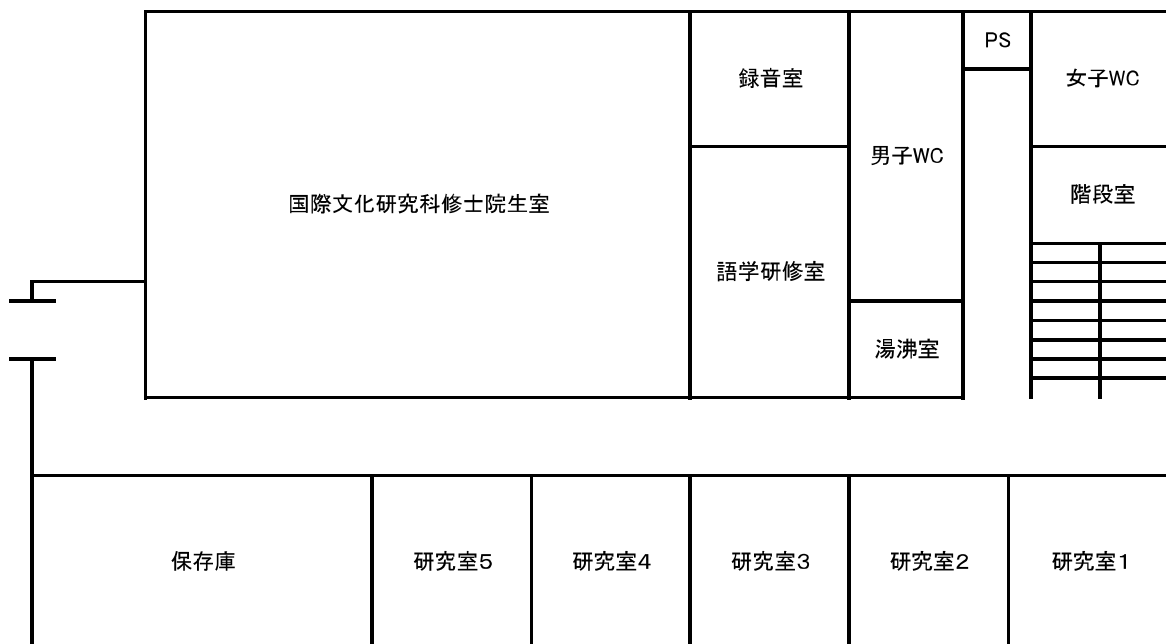 PS
録音室
女子WC
男子WC
階段室
国際文化研究科修士院生室
語学研修室
湯沸室
保存庫
研究室5
研究室4
研究室3
研究室2
研究室1